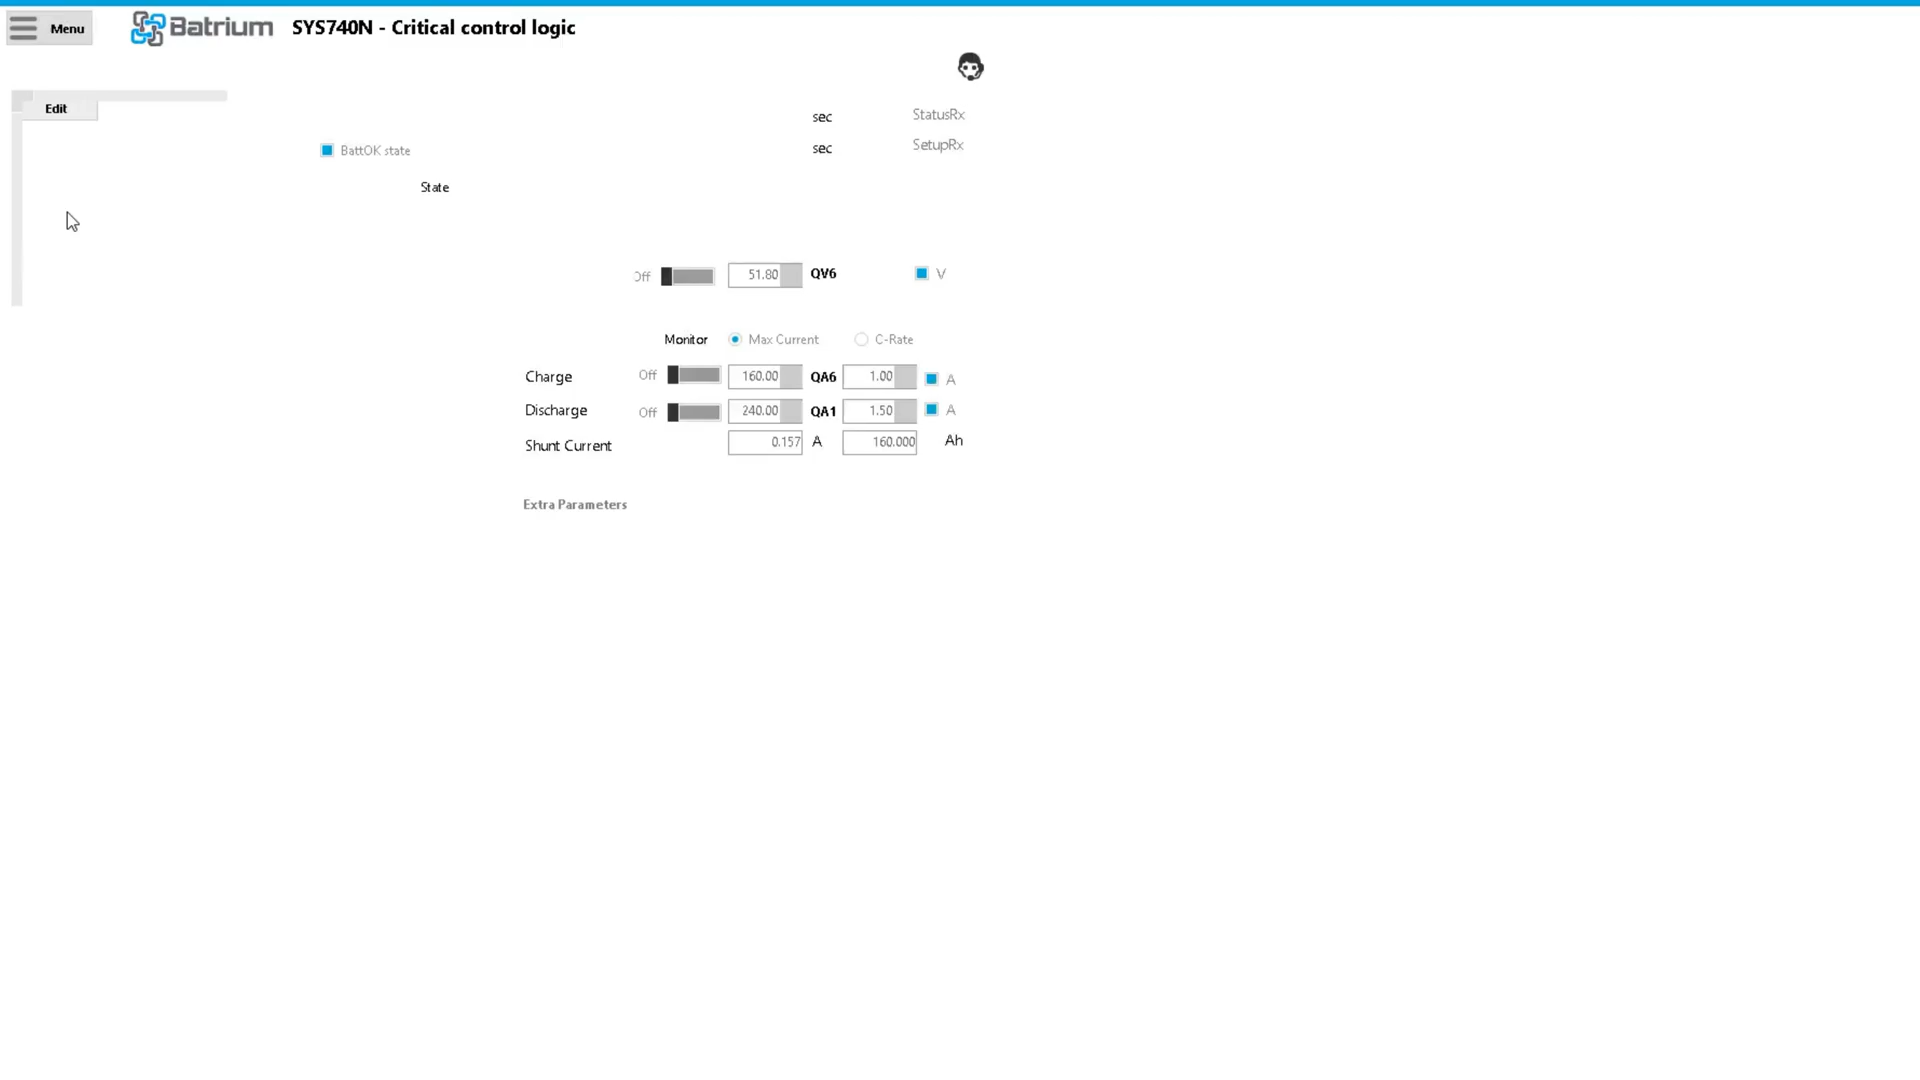 Menu
Batrium
SYS740N - Critical control logic
Edit
sec
StatusRx
BattOK state
sec
SetupRx
State
Off
51.80
QV6
V
Monitor
Max Current
C-Rate
Charge
Off
160.00
QA6
1.00
A
Discharge
Off
240.00
QA1
1.50
A
Shunt Current
0.157
A
160.000
Ah
Extra Parameters